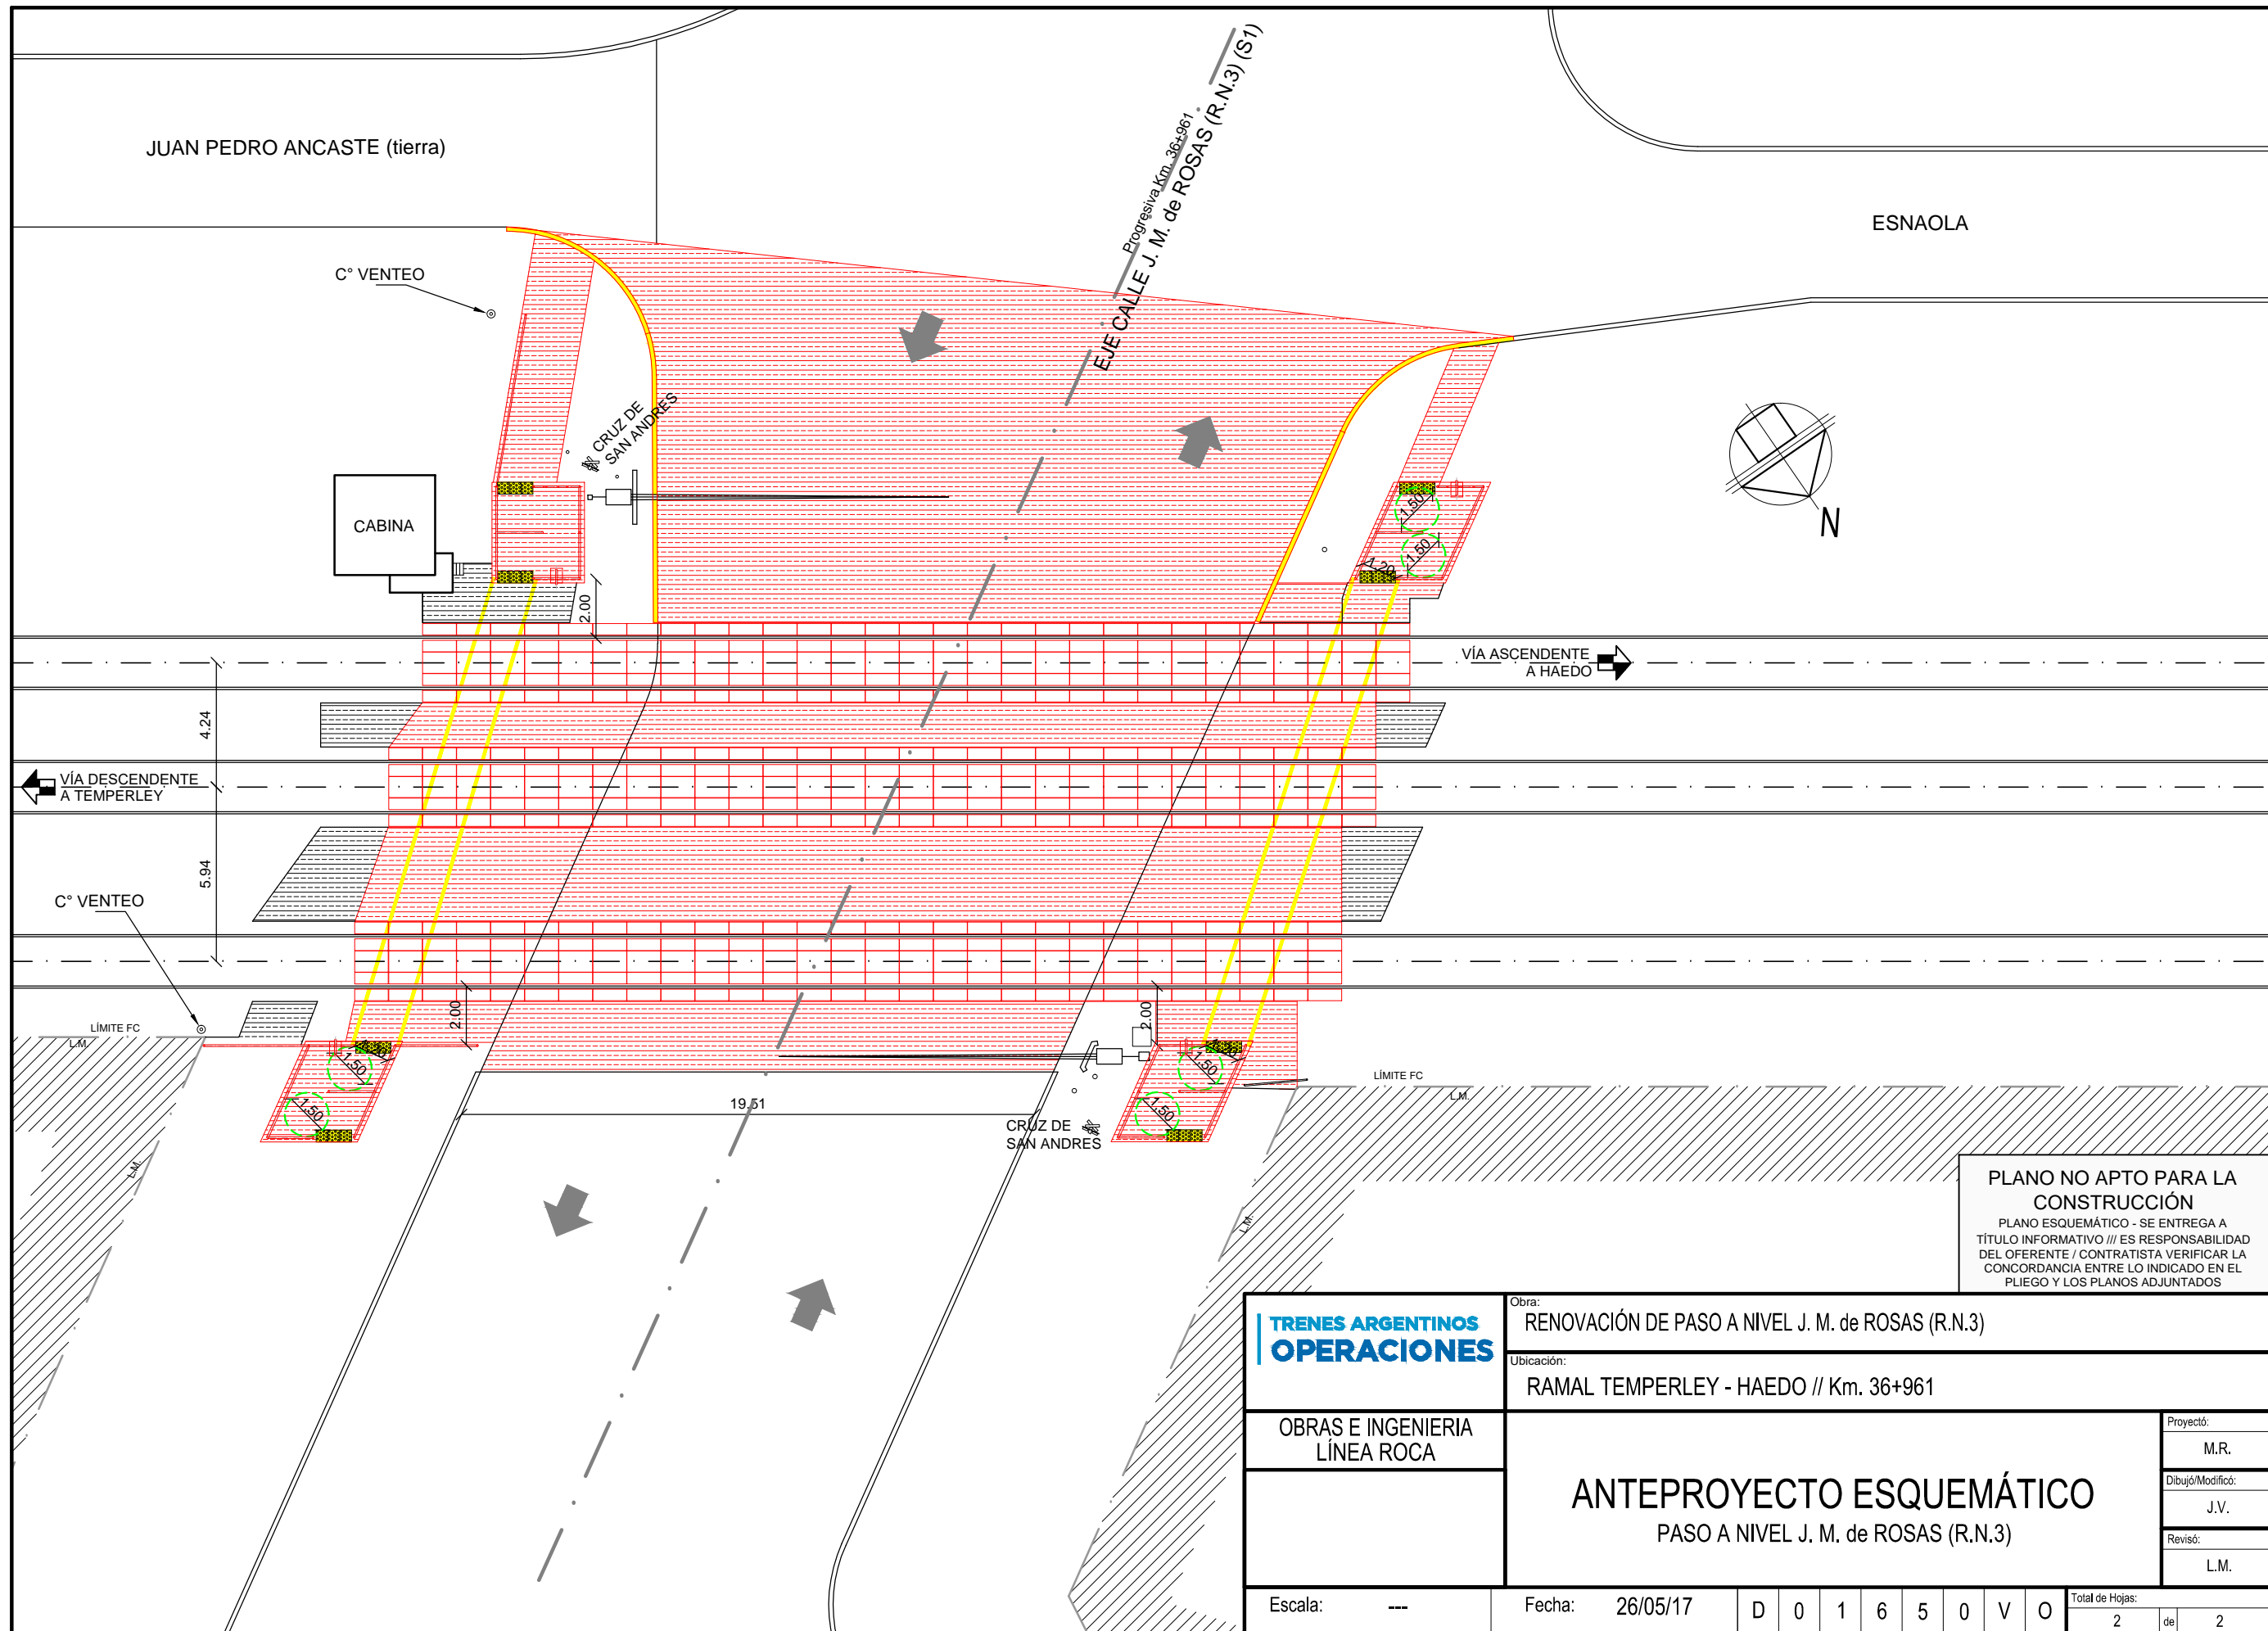 JUAN PEDRO ANCASTE (tierra)
Progresiva Km. 36+961
EJE CALLE J. M. de ROSAS (R.N.3) (S1)
ESNAOLA
C° VENTEO
CRUZ DE
SAN ANDRES
CABINA
N
1.50
1.50
1.20
2.00
VÍA ASCENDENTE
A HAEDO
4.24
VÍA DESCENDENTE
A TEMPERLEY
5.94
C° VENTEO
2.00
2.00
LÍMITE FC
L.M.
1.50
1.50
1.50
1.50
LÍMITE FC
L.M.
19.51
CRUZ DE
SAN ANDRES
L.M.
L.M.
PLANO NO APTO PARA LA
CONSTRUCCIÓN
PLANO ESQUEMÁTICO - SE ENTREGA A
TÍTULO INFORMATIVO /// ES RESPONSABILIDAD
DEL OFERENTE / CONTRATISTA VERIFICAR LA
CONCORDANCIA ENTRE LO INDICADO EN EL
PLIEGO Y LOS PLANOS ADJUNTADOS
TRENES ARGENTINOS
OPERACIONES
Obra:
RENOVACIÓN DE PASO A NIVEL J. M. de ROSAS (R.N.3)
Ubicación:
RAMAL TEMPERLEY - HAEDO // Km. 36+961
OBRAS E INGENIERIA
LÍNEA ROCA
ANTEPROYECTO ESQUEMÁTICO
PASO A NIVEL J. M. de ROSAS (R.N.3)
Proyectó:
M.R.
Dibujó/Modificó:
J.V.
Revisó:
L.M.
Escala: ---
Fecha: 26/05/17
D 0 1 6 5 0 V O
Total de Hojas:
2 de 2